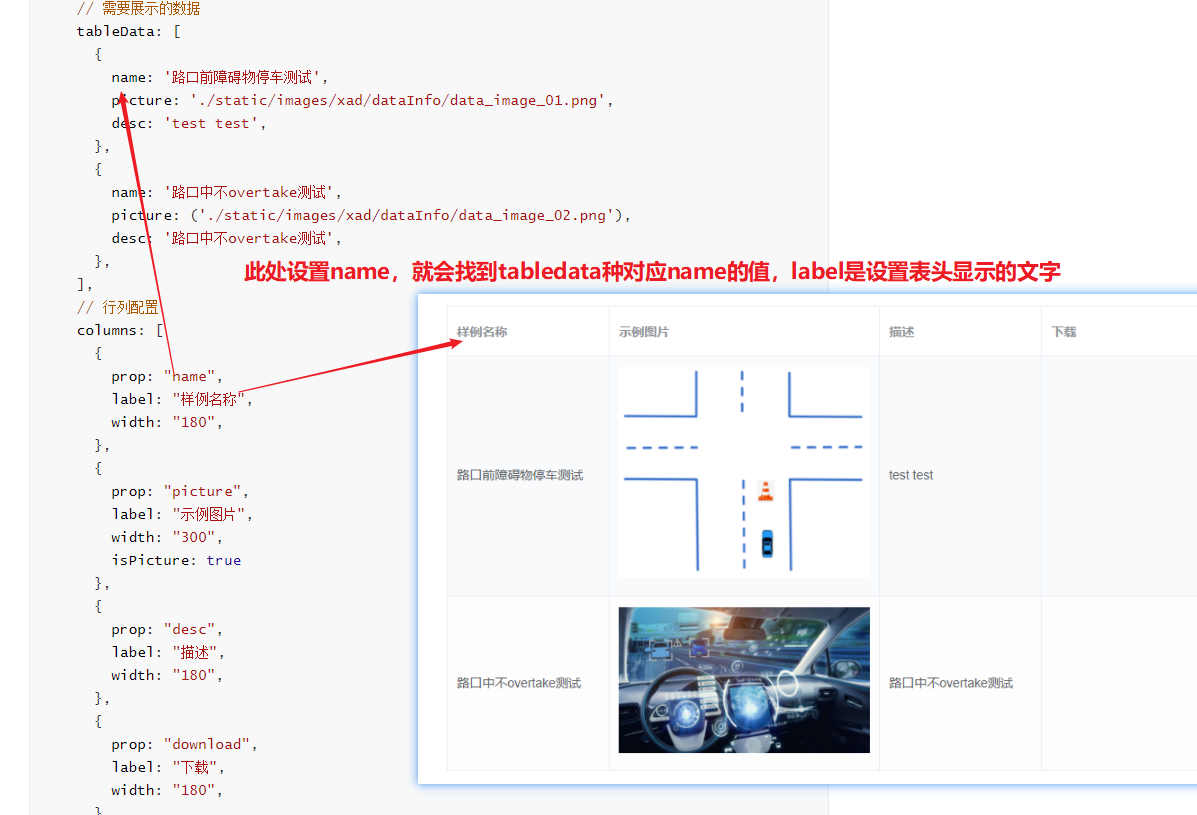 // 需要展示的数据
tableData: [
{
name: '路口前障碍物停车测试',
picture: './static/images/xad/dataInfo/data_image_01.png',
desc: 'test test',
},
{
name: '路口中不overtake测试',
picture: ('./static/images/xad/dataInfo/data_image_02.png'),
desc: '路口中不overtake测试',
},
],
// 行列配置
columns: [
{
prop: "name",
label: "样例名称",
width: "180",
},
{
prop: "picture",
label: "示例图片",
width: "300",
isPicture: true
},
{
prop: "desc",
label: "描述",
width: "180",
},
{
prop: "download",
label: "下载",
width: "180",
}
此处设置name，就会找到tabledata种对应name的值，label是设置表头显示的文字
样例名称 示例图片 描述 下载
路口前障碍物停车测试 test test
路口中不overtake测试 路口中不overtake测试